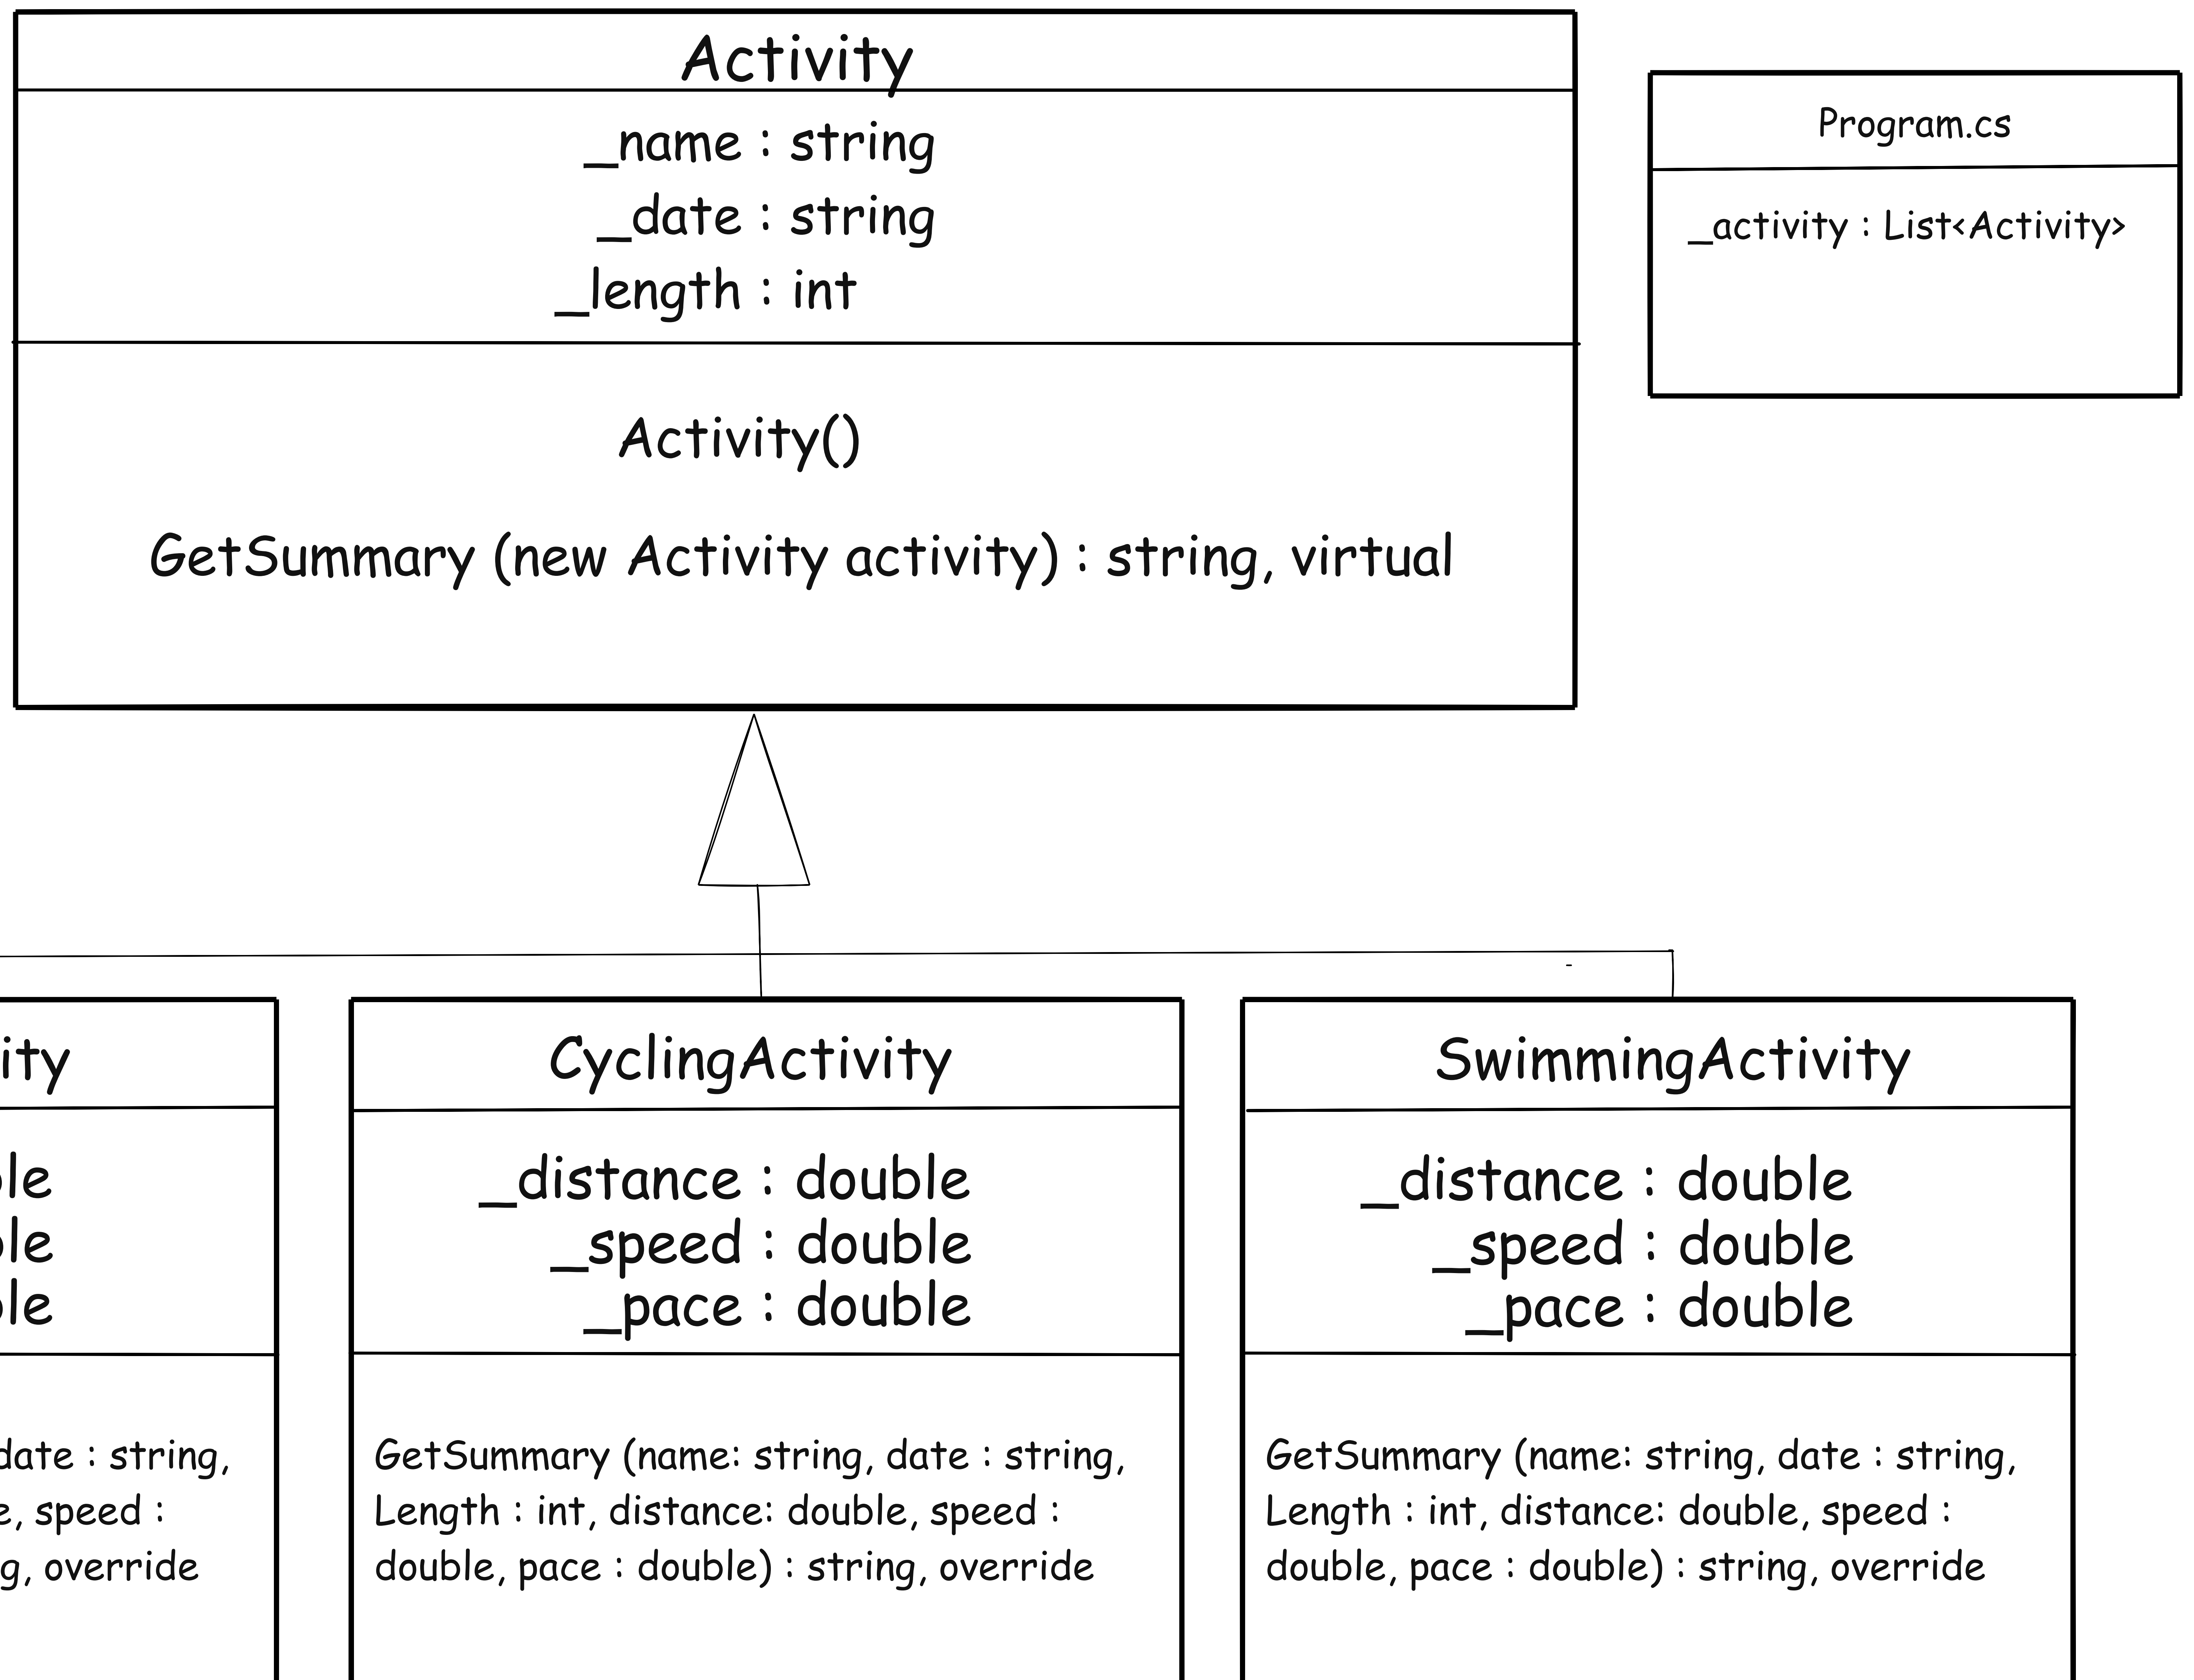 Activity
_name : string
_date : string
_length : int
Activity()
GetSummary (new Activity activity) : string, virtual
Program.cs
_activity : List<Activity>
ity
le
le
le
date : string,
e, speed :
g, override
CyclingActivity
_distance : double
_speed : double
_pace : double
GetSummary (name: string, date : string,
Length : int, distance: double, speed :
double, pace : double) : string, override
SwimmingActivity
_distance : double
_speed : double
_pace : double
GetSummary (name: string, date : string,
Length : int, distance: double, speed :
double, pace : double) : string, override